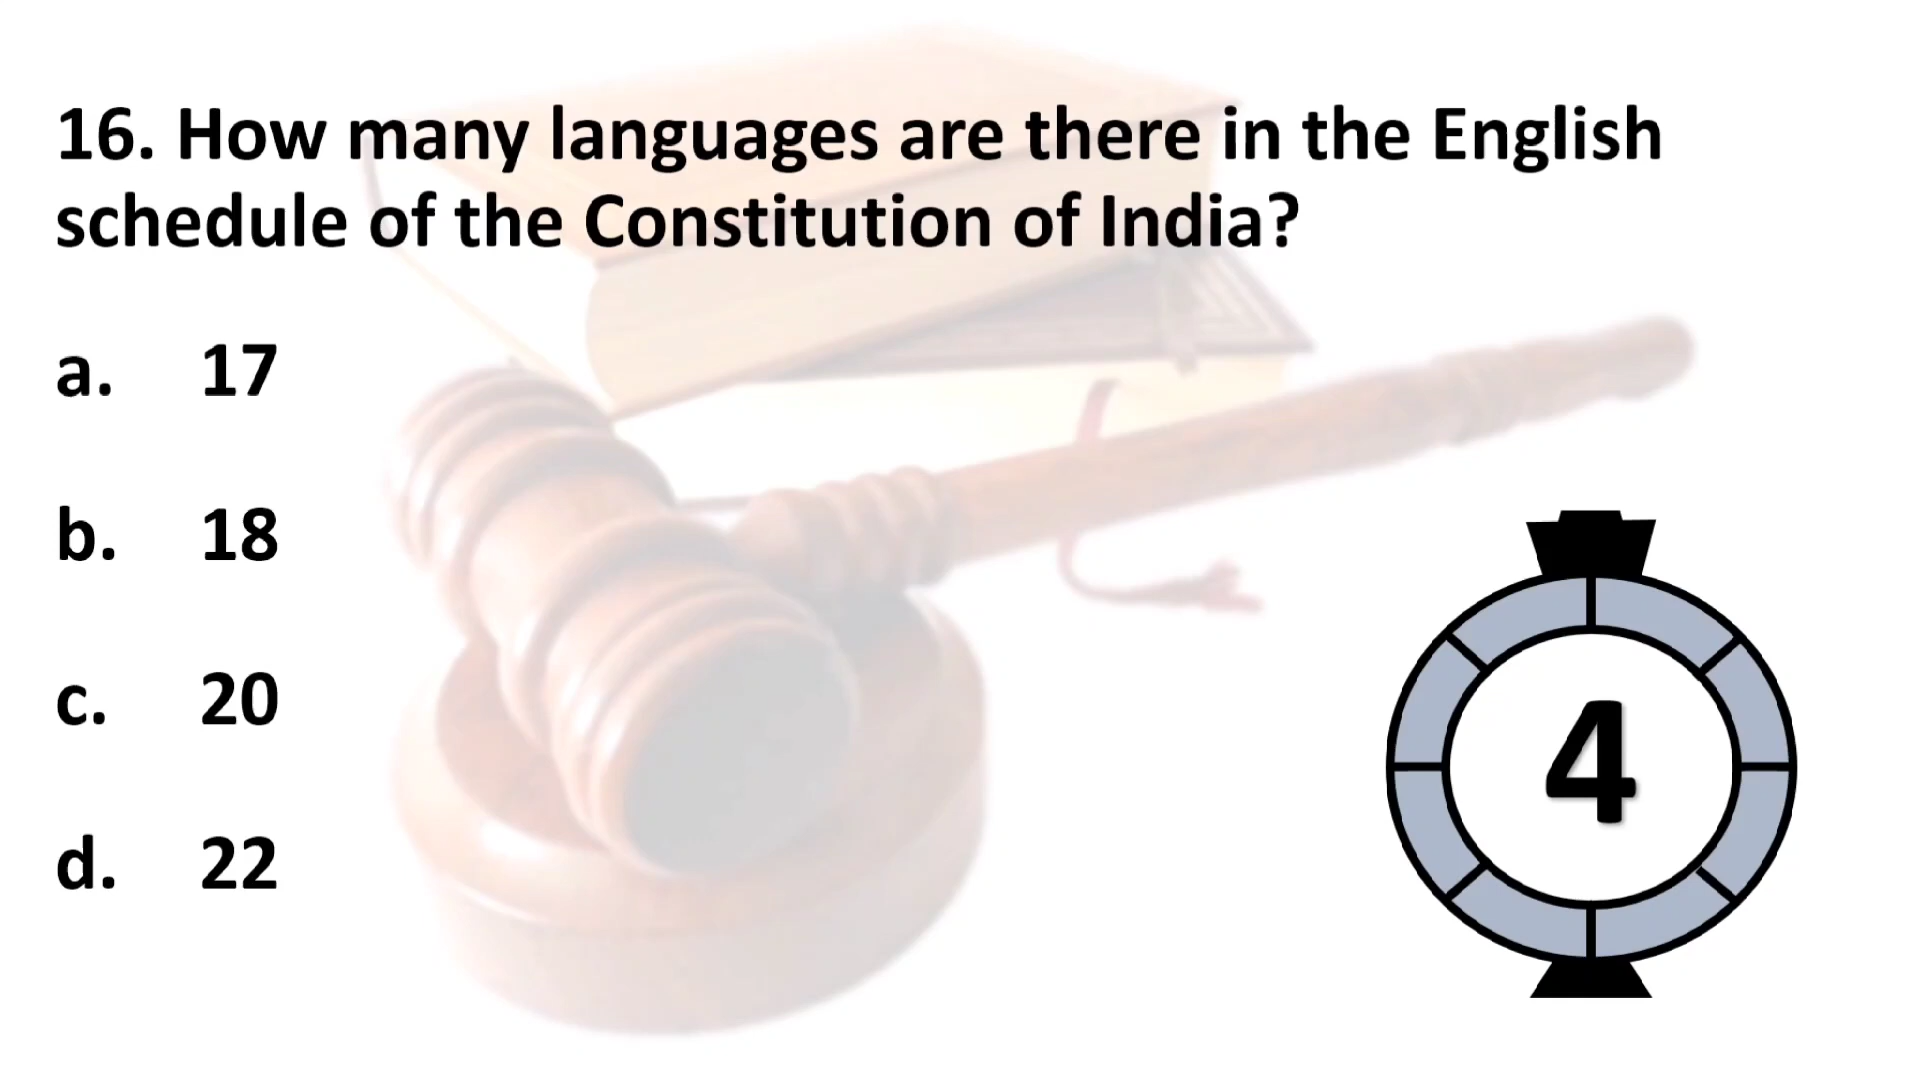 16. How many languages are there in the English
schedule of the Constitution of India?
a. 17
b. 18
c. 20
d. 22
4